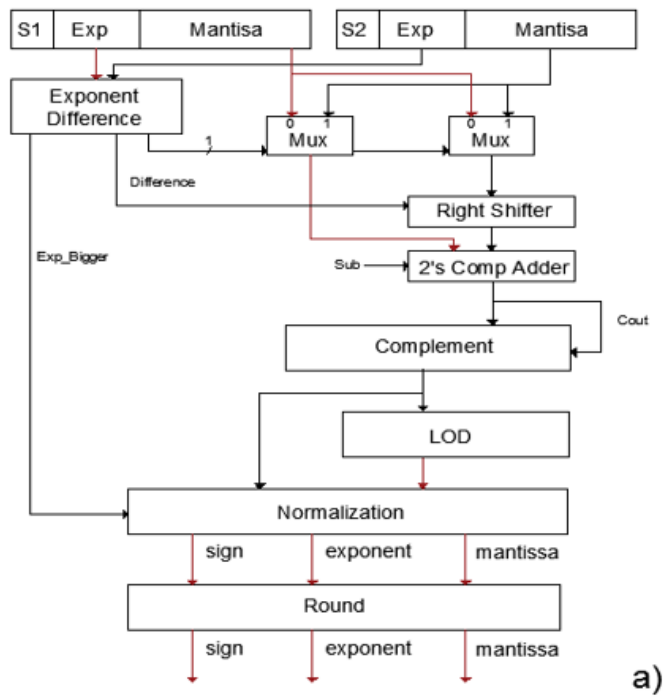 S1 Exp Mantisa S2 Exp Mantisa
Exponent
Difference
1
0 1
Mux
0 1
Mux
Difference
Right Shifter
Exp_Bigger
Sub
2's Comp Adder
Cout
Complement
LOD
Normalization
sign exponent mantissa
Round
sign exponent mantissa
a)